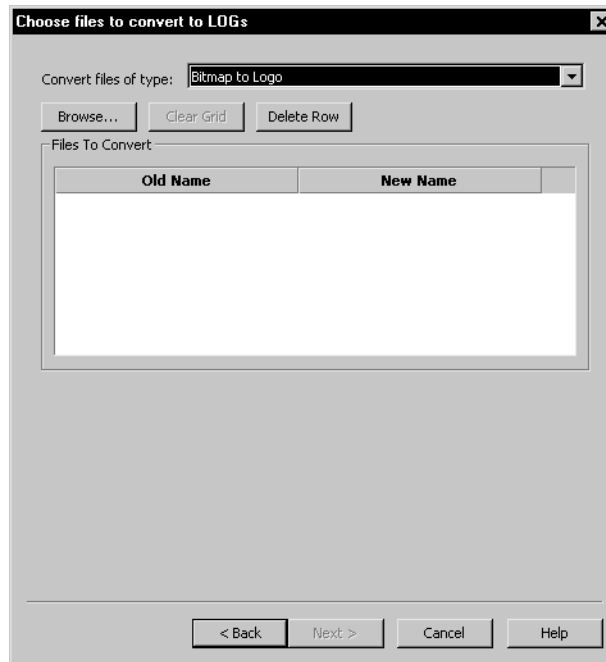 Choose files to convert to LOGs
Convert files of type: Bitmap to Logo
Browse... Clear Grid Delete Row
Files To Convert
Old Name New Name
< Back Next > Cancel Help